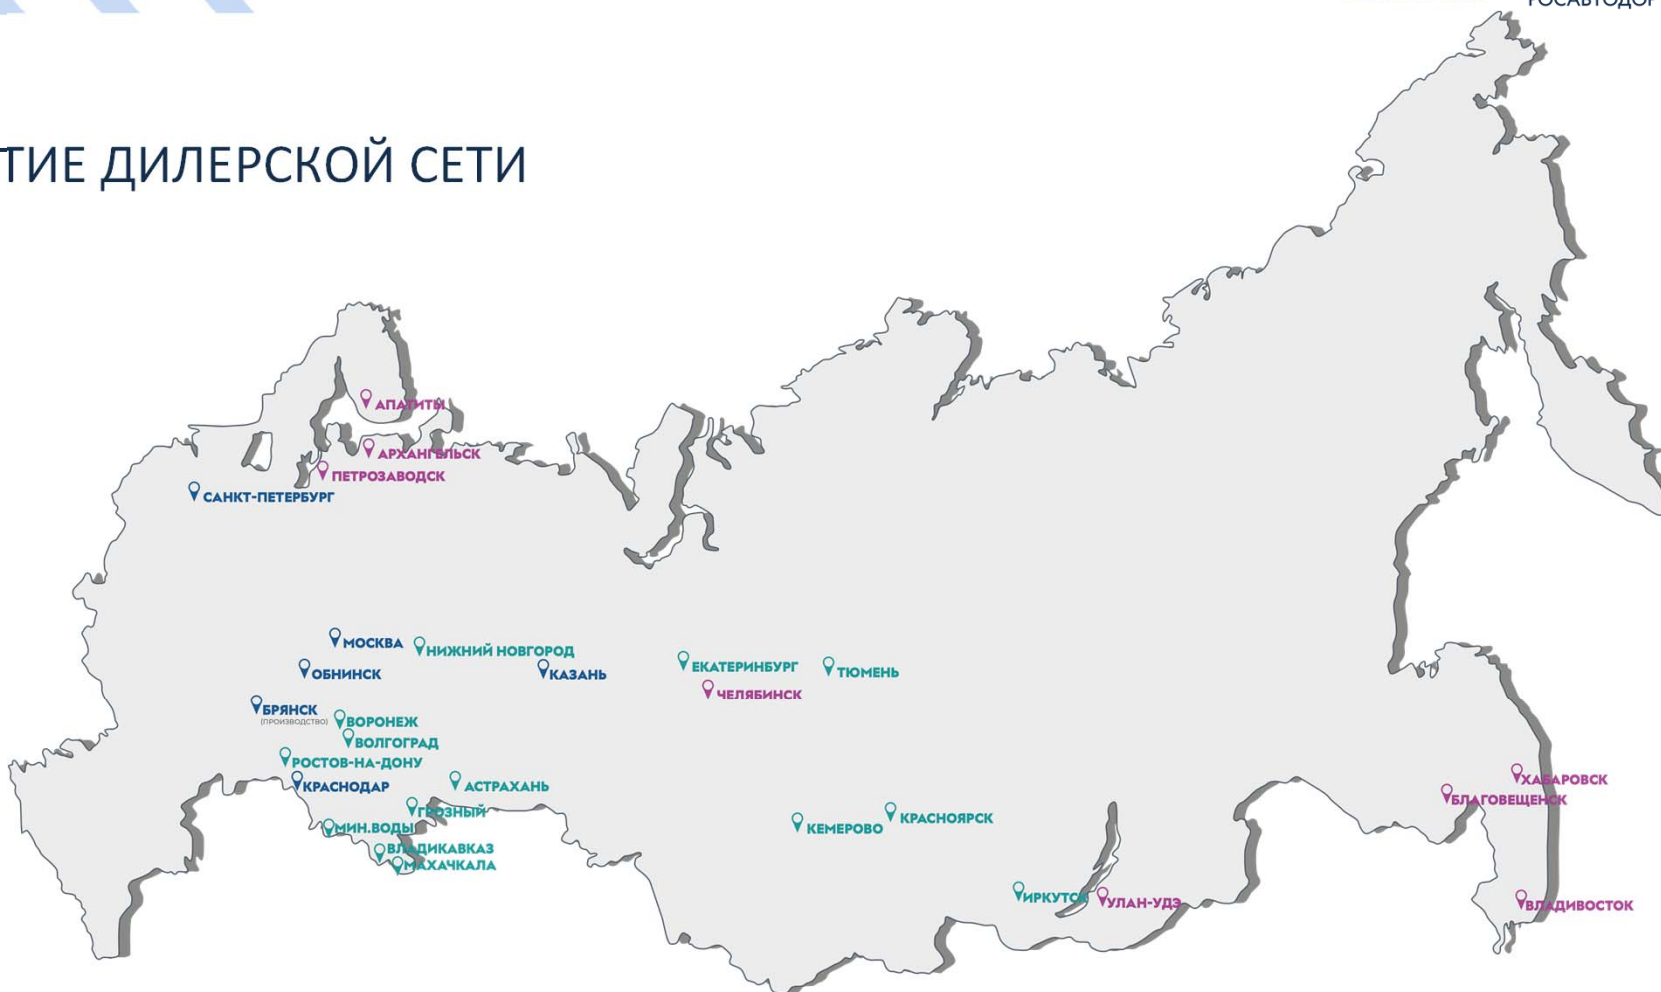 РОСАВТОДОР
ТИЕ ДИЛЕРСКОЙ СЕТИ
АПАТИТЫ
АРХАНГЕЛЬСК
ПЕТРОЗАВОДСК
САНКТ-ПЕТЕРБУРГ
МОСКВА
НИЖНИЙ НОВГОРОД
ОБНИНСК
КАЗАНЬ
ЕКАТЕРИНБУРГ
ТЮМЕНЬ
ЧЕЛЯБИНСК
БРЯНСК
(ПРОИЗВОДСТВО)
ВОРОНЕЖ
ВОЛГОГРАД
РОСТОВ-НА-ДОНУ
КРАСНОДАР
АСТРАХАНЬ
ГРОЗНЫЙ
МИН.ВОДЫ
ВЛАДИКАВКАЗ
МАХАЧКАЛА
КЕМЕРОВО
КРАСНОЯРСК
ИРКУТСК
УЛАН-УДЭ
ХАБАРОВСК
БЛАГОВЕЩЕНСК
ВЛАДИВОСТОК